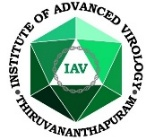 INSTITUTE OF ADVANCED VIROLOGY
IAV
• THIRUVANANTHAPURAM •